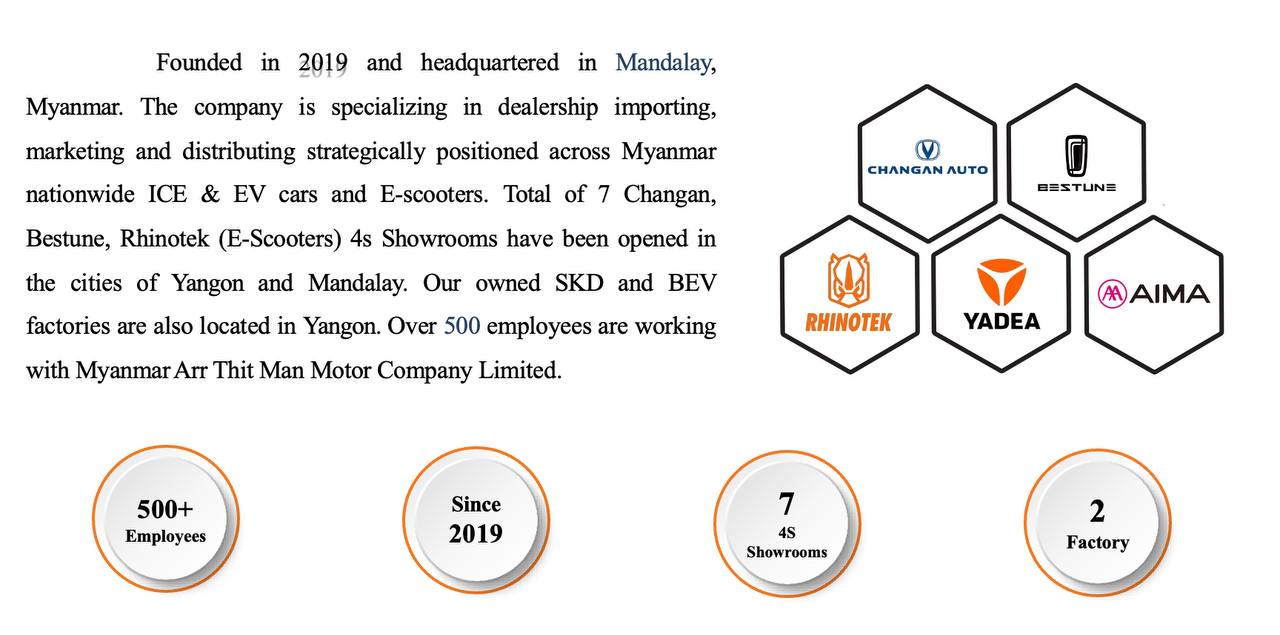 Founded in 2019 and headquartered in Mandalay,
Myanmar. The company is specializing in dealership importing,
marketing and distributing strategically positioned across Myanmar
nationwide ICE & EV cars and E-scooters. Total of 7 Changan,
Bestune, Rhinotek (E-Scooters) 4s Showrooms have been opened in
the cities of Yangon and Mandalay. Our owned SKD and BEV
factories are also located in Yangon. Over 500 employees are working
with Myanmar Arr Thit Man Motor Company Limited.
CHANGAN AUTO
BESTUNE
RHINOTEK
YADEA
AIMA
500+
Employees
Since
2019
7
4S
Showrooms
2
Factory